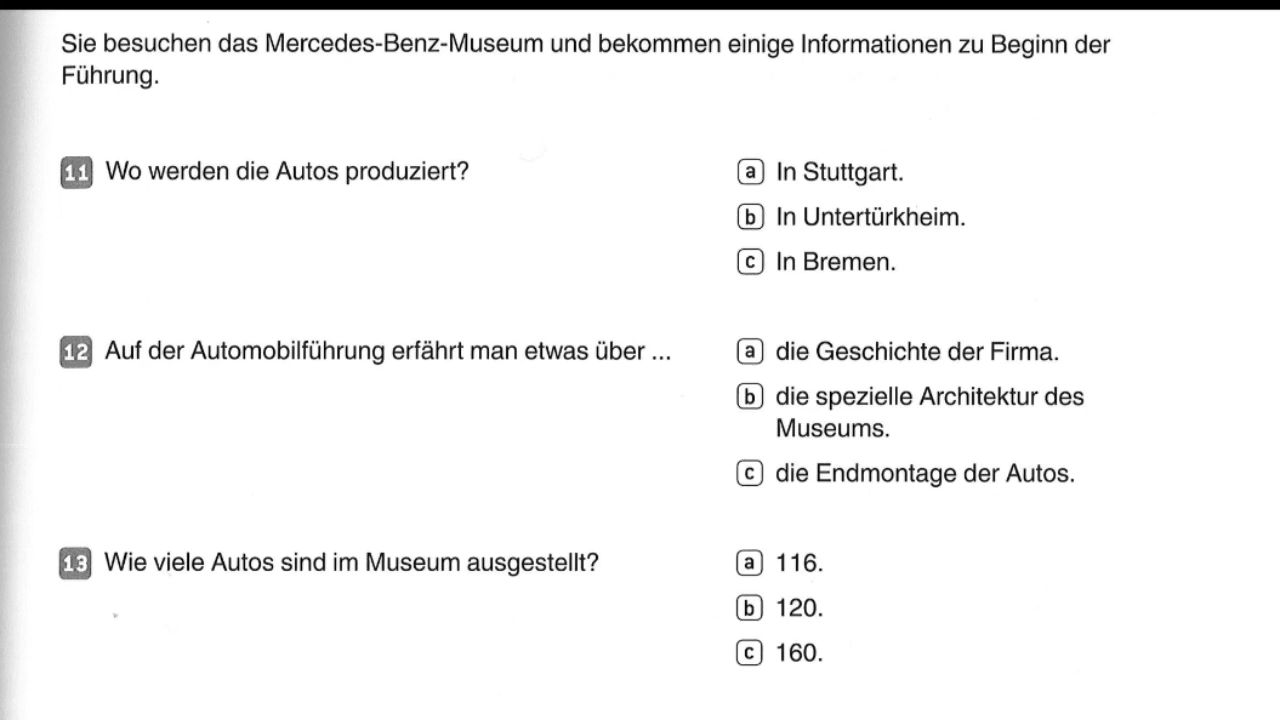 Sie besuchen das Mercedes-Benz-Museum und bekommen einige Informationen zu Beginn der
Führung.
11 Wo werden die Autos produziert?
a In Stuttgart.
b In Untertürkheim.
c In Bremen.
12 Auf der Automobilführung erfährt man etwas über ...
a die Geschichte der Firma.
b die spezielle Architektur des
Museums.
c die Endmontage der Autos.
13 Wie viele Autos sind im Museum ausgestellt?
a 116.
b 120.
c 160.